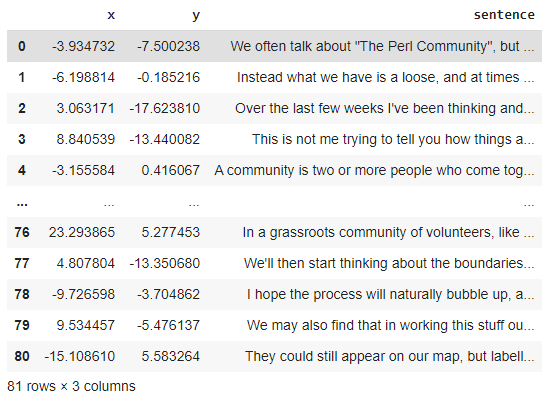 x y sentence
0 -3.934732 -7.500238 We often talk about "The Perl Community", but ...
1 -6.198814 -0.185216 Instead what we have is a loose, and at times ...
2 3.063171 -17.623810 Over the last few weeks I've been thinking and...
3 8.840539 -13.440082 This is not me trying to tell you how things a...
4 -3.155584 0.416067 A community is two or more people who come tog...
... ... ... ...
76 23.293865 5.277453 In a grassroots community of volunteers, like ...
77 4.807804 -13.350680 We'll then start thinking about the boundaries...
78 -9.726598 -3.704862 I hope the process will naturally bubble up, a...
79 9.534457 -5.476137 We may also find that in working this stuff ou...
80 -15.108610 5.583264 They could still appear on our map, but labell...
81 rows × 3 columns